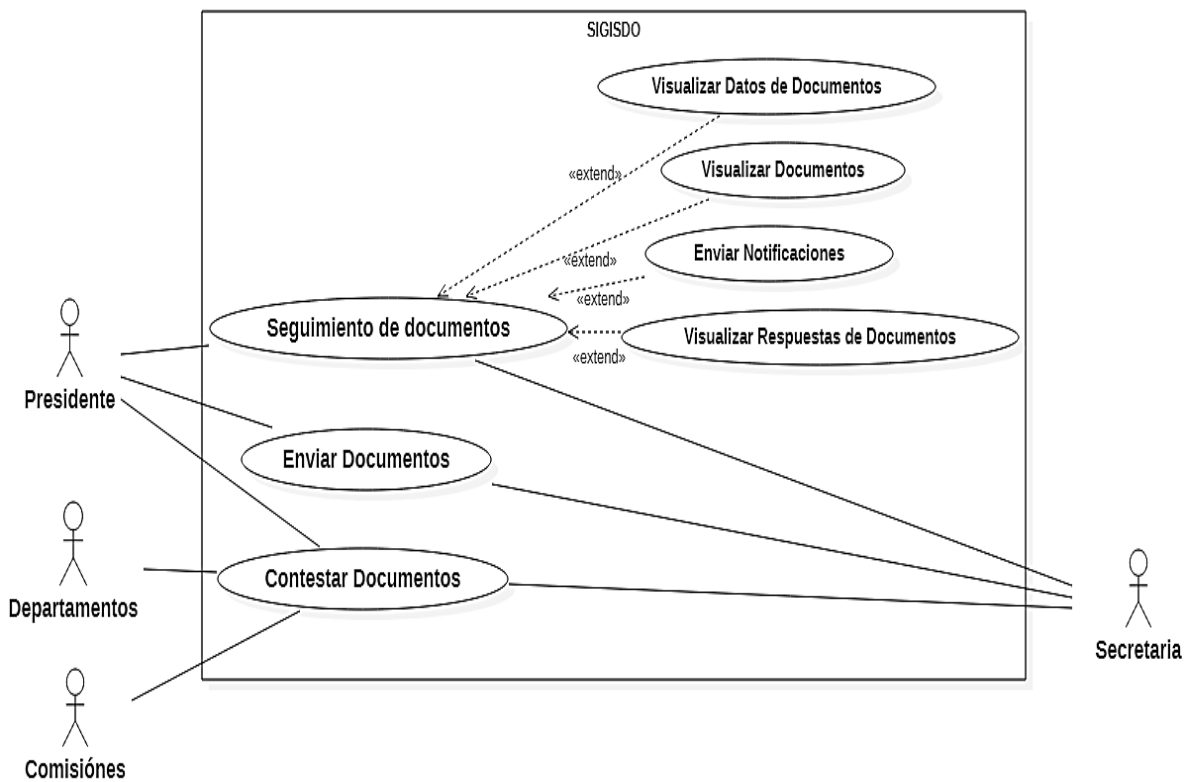 SIGISDO
Visualizar Datos de Documentos
«extend»
Visualizar Documentos
«extend»
Enviar Notificaciones
«extend»
Seguimiento de documentos
Visualizar Respuestas de Documentos
«extend»
Presidente
Enviar Documentos
Contestar Documentos
Departamentos
Secretaria
Comisiónes